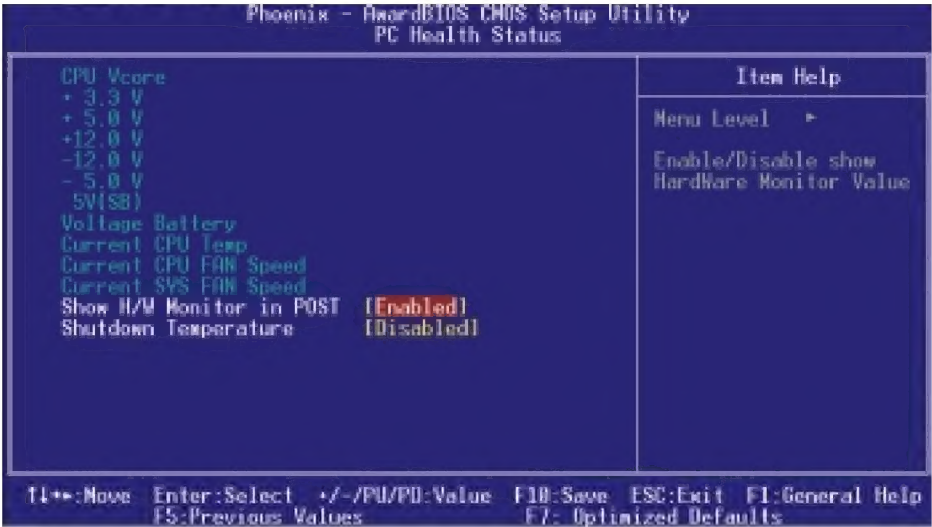 Phoenix - AwardBIOS CMOS Setup Utility
PC Health Status
CPU Vcore
+ 3.3 V
+ 5.0 V
+12.0 V
-12.0 V
- 5.0 V
5V(SB)
Voltage Battery
Current CPU Temp
Current CPU FAN Speed
Current SYS FAN Speed
Show H/W Monitor in POST [Enabled]
Shutdown Temperature [Disabled]
Item Help
Menu Level ►
Enable/Disable show
HardWare Monitor Value
↑↓→←:Move Enter:Select +/-/PU/PD:Value F10:Save ESC:Exit F1:General Help
F5:Previous Values F7: Optimized Defaults